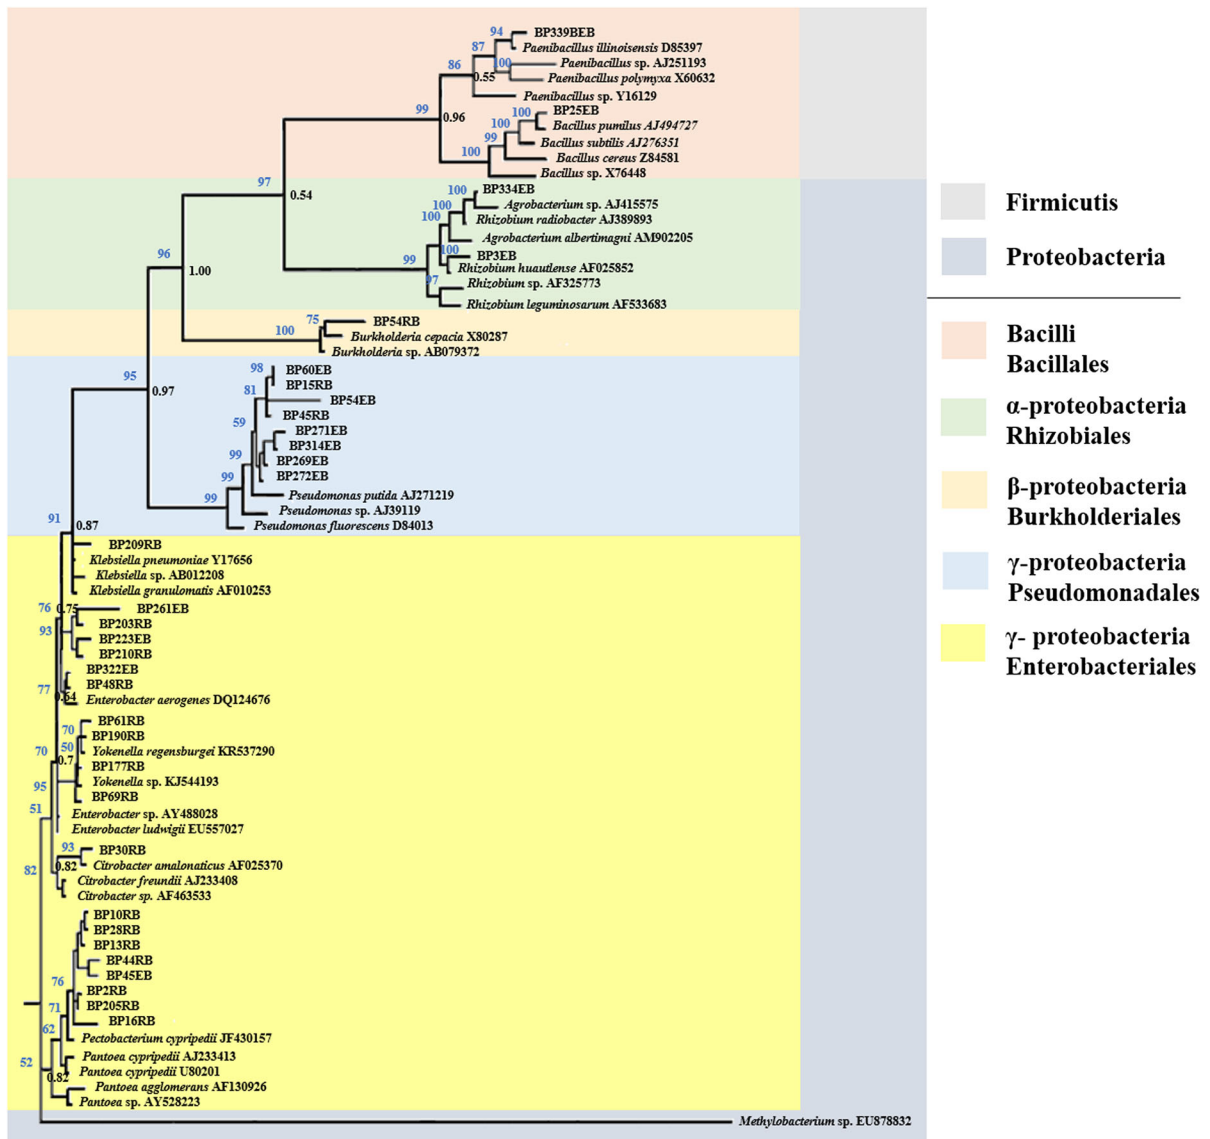 94
BP339BEB
87
Paenibacillus illinoisensis D85397
86
100
Paenibacillus sp. AJ251193
0.55
Paenibacillus polymyxa X60632
Paenibacillus sp. Y16129
99
0.96
100
BP25EB
100
Bacillus pumilus AJ494727
99
Bacillus subtilis AJ276351
100
Bacillus cereus Z84581
Bacillus sp. X76448
97
0.54
100
BP334EB
100
Agrobacterium sp. AJ415575
100
Rhizobium radiobacter AJ389893
Agrobacterium albertimagni AM902205
100
BP3EB
99
Rhizobium huautlense AF025852
97
Rhizobium sp. AF325773
Rhizobium leguminosarum AF533683
96
1.00
75
BP54RB
100
Burkholderia cepacia X80287
Burkholderia sp. AB079372
95
0.97
98
BP60EB
BP15RB
81
BP54EB
BP45RB
59
BP271EB
BP314EB
99
BP269EB
99
BP272EB
99
Pseudomonas putida AJ271219
Pseudomonas sp. AJ39119
Pseudomonas fluorescens D84013
91
0.87
BP209RB
Klebsiella pneumoniae Y17656
Klebsiella sp. AB012208
Klebsiella granulomatis AF010253
76
0.75
BP261EB
BP203RB
93
BP223EB
BP210RB
BP322EB
77
BP48RB
0.64
Enterobacter aerogenes DQ124676
BP61RB
70
BP190RB
70
50
Yokenella regensburgei KR537290
0.7
BP177RB
95
Yokenella sp. KJ544193
BP69RB
51
Enterobacter sp. AY488028
Enterobacter ludwigii EU557027
93
BP30RB
82
0.82
Citrobacter amalonaticus AF025370
Citrobacter freundii AJ233408
Citrobacter sp. AF463533
BP10RB
BP28RB
BP13RB
BP44RB
BP45EB
76
BP2RB
71
BP205RB
BP16RB
62
Pectobacterium cypripedii JF430157
52
Pantoea cypripedii AJ233413
0.82
Pantoea cypripedii U80201
Pantoea agglomerans AF130926
Pantoea sp. AY528223
Methylobacterium sp. EU878832
Firmicutis
Proteobacteria
Bacilli
Bacillales
α-proteobacteria
Rhizobiales
β-proteobacteria
Burkholderiales
γ-proteobacteria
Pseudomonadales
γ- proteobacteria
Enterobacteriales